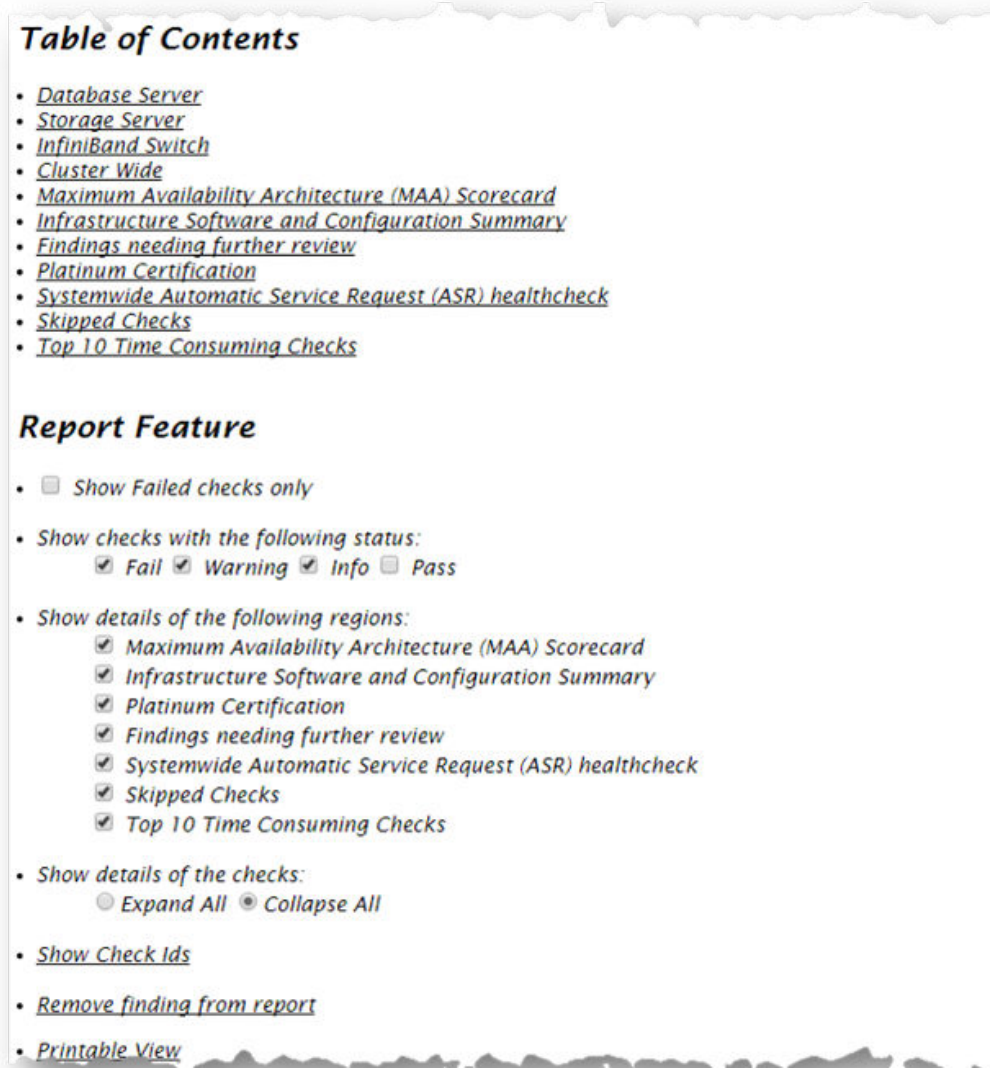 Table of Contents
• Database Server
• Storage Server
• InfiniBand Switch
• Cluster Wide
• Maximum Availability Architecture (MAA) Scorecard
• Infrastructure Software and Configuration Summary
• Findings needing further review
• Platinum Certification
• Systemwide Automatic Service Request (ASR) healthcheck
• Skipped Checks
• Top 10 Time Consuming Checks
Report Feature
• Show Failed checks only
• Show checks with the following status:
Fail Warning Info Pass
• Show details of the following regions:
Maximum Availability Architecture (MAA) Scorecard
Infrastructure Software and Configuration Summary
Platinum Certification
Findings needing further review
Systemwide Automatic Service Request (ASR) healthcheck
Skipped Checks
Top 10 Time Consuming Checks
• Show details of the checks:
Expand All Collapse All
• Show Check Ids
• Remove finding from report
• Printable View